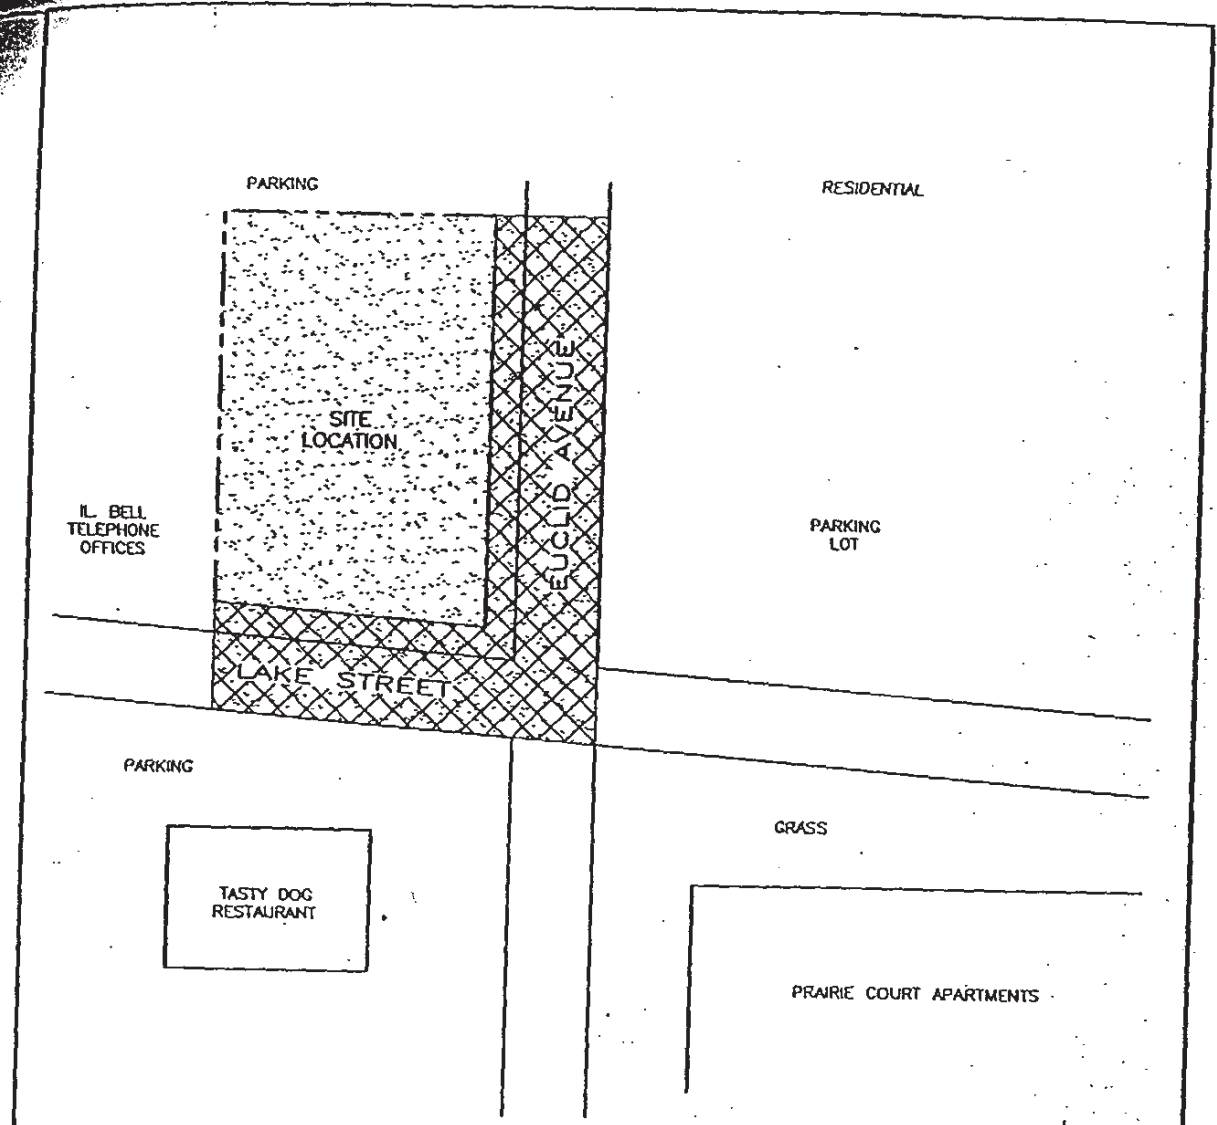 PARKING
RESIDENTIAL
SITE
LOCATION
EUCLID AVENUE
IL. BELL
TELEPHONE
OFFICES
PARKING
LOT
LAKE STREET
PARKING
GRASS
TASTY DOG
RESTAURANT
PRAIRIE COURT APARTMENTS